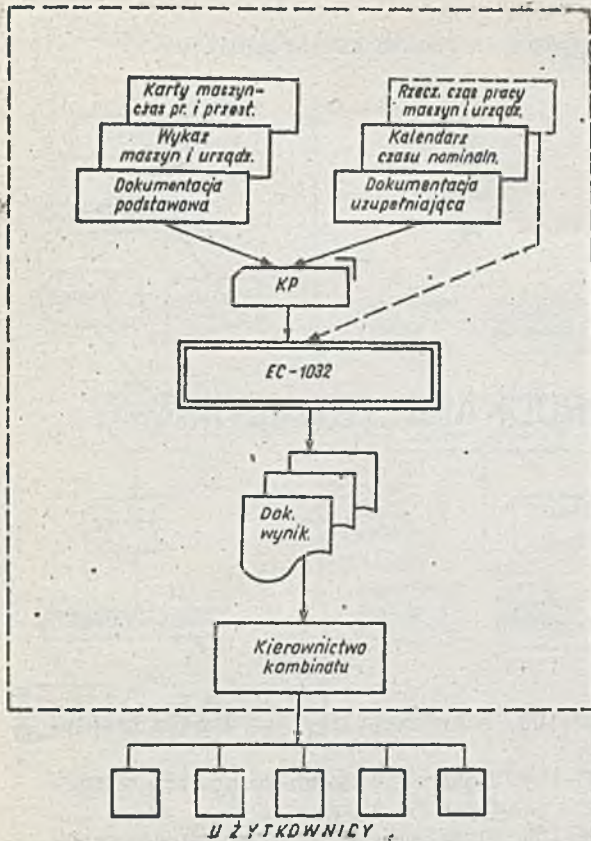 Karty maszyn-
czas pr. i przest.
Wykaz
maszyn i urządz.
Dokumentacja
podstawowa
Rzecz. czas pracy
maszyn i urządz.
Kalendarz
czasu nominaln.
Dokumentacja
uzupełniająca
KP
EC-1032
Dok.
wynik.
Kierownictwo
kombinatu
UŻYTKOWNICY